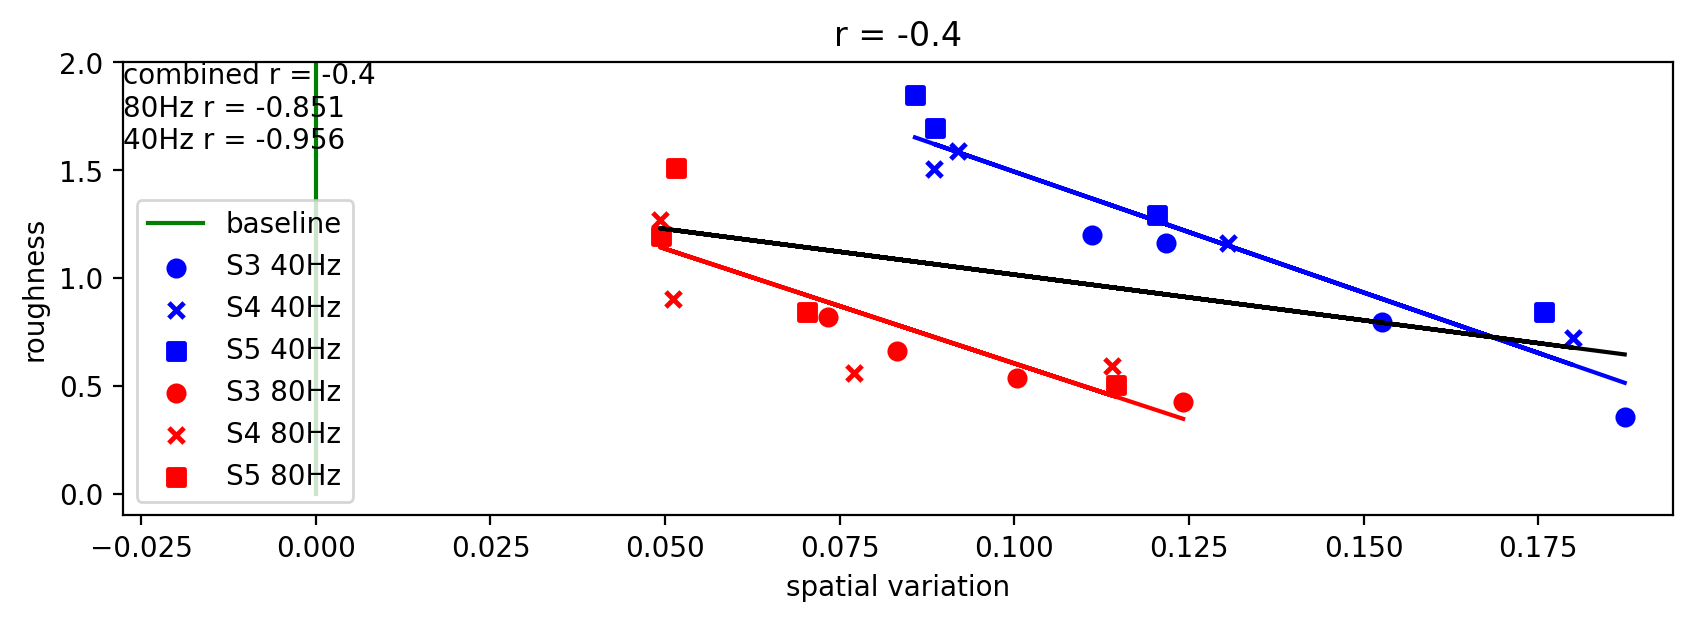 r = -0.4
combined r = -0.4
80Hz r = -0.851
40Hz r = -0.956
baseline
S3 40Hz
S4 40Hz
S5 40Hz
S3 80Hz
S4 80Hz
S5 80Hz
roughness
2.0
1.5
1.0
0.5
0.0
−0.025 0.000 0.025 0.050 0.075 0.100 0.125 0.150 0.175
spatial variation